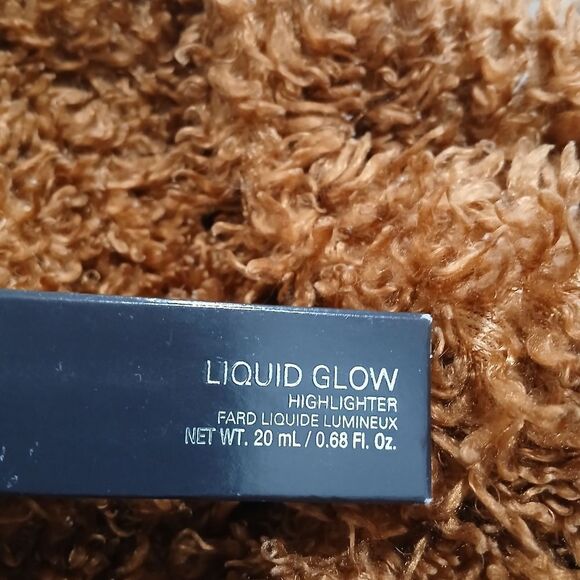 LIQUID GLOW
HIGHLIGHTER
FARD LIQUIDE LUMINEUX
NET WT. 20 mL / 0.68 Fl. Oz.